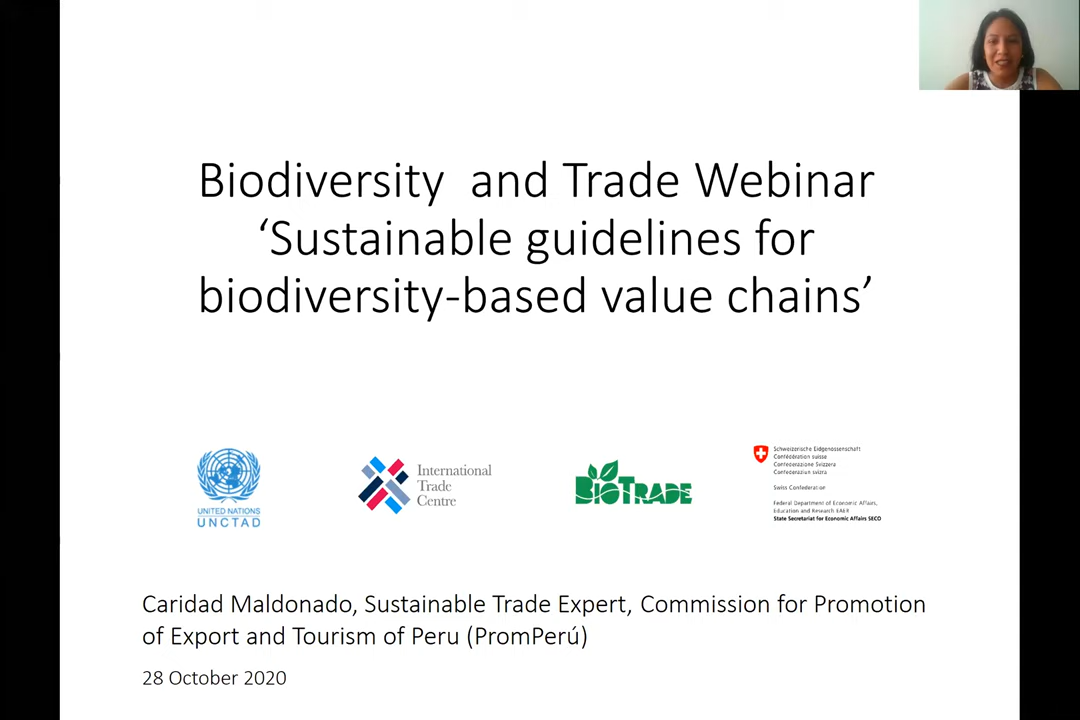 Biodiversity and Trade Webinar
‘Sustainable guidelines for
biodiversity-based value chains’
UNITED NATIONS
UNCTAD
International
Trade
Centre
BIOTRADE
Schweizerische Eidgenossenschaft
Confédération suisse
Confederazione Svizzera
Confederaziun svizra
Swiss Confederation
Federal Department of Economic Affairs,
Education and Research EAER
State Secretariat for Economic Affairs SECO
Caridad Maldonado, Sustainable Trade Expert, Commission for Promotion
of Export and Tourism of Peru (PromPerú)
28 October 2020